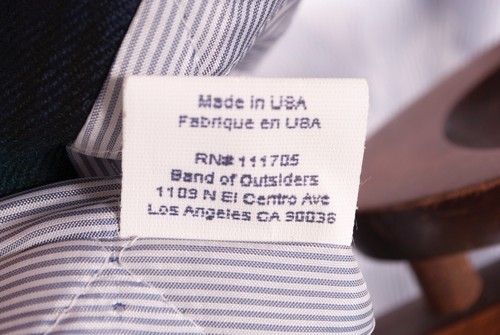 Made in USA
Fabrique en USA
RN# 111705
Band of Outsiders
1109 N El Centro Ave
Los Angeles CA 90038